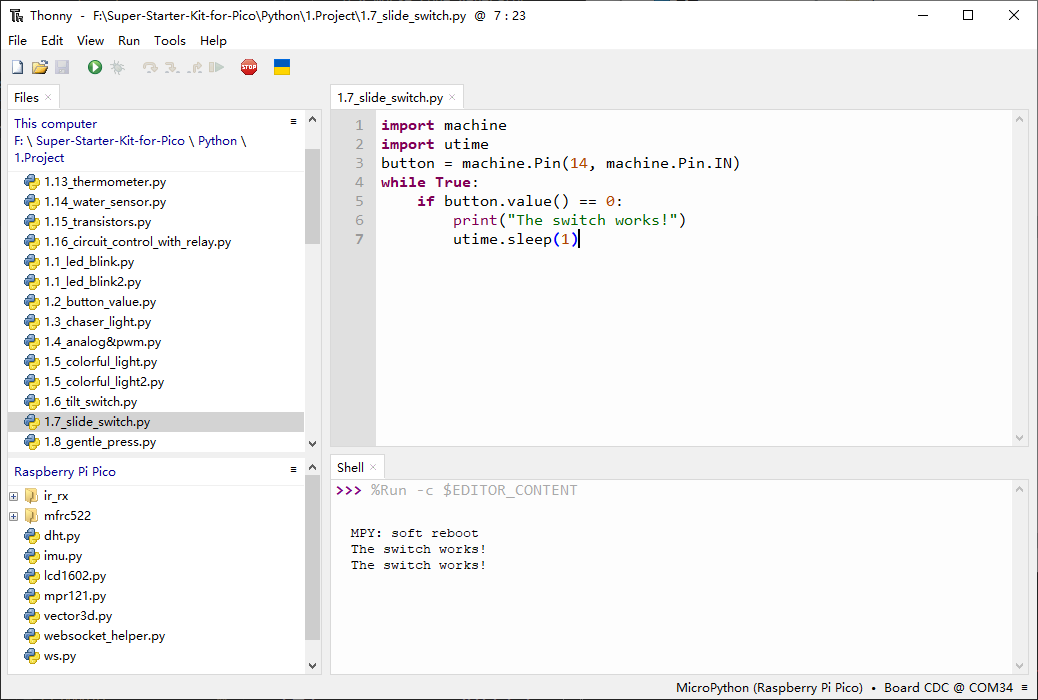 Thonny - F:\Super-Starter-Kit-for-Pico\Python\1.Project\1.7_slide_switch.py @ 7 : 23
File Edit View Run Tools Help
STOP
Files
This computer
F: \ Super-Starter-Kit-for-Pico \ Python \
1.Project
1.13_thermometer.py
1.14_water_sensor.py
1.15_transistors.py
1.16_circuit_control_with_relay.py
1.1_led_blink.py
1.1_led_blink2.py
1.2_button_value.py
1.3_chaser_light.py
1.4_analog&pwm.py
1.5_colorful_light.py
1.5_colorful_light2.py
1.6_tilt_switch.py
1.7_slide_switch.py
1.8_gentle_press.py
Raspberry Pi Pico
ir_rx
mfrc522
dht.py
imu.py
lcd1602.py
mpr121.py
vector3d.py
websocket_helper.py
ws.py
1.7_slide_switch.py
1 import machine
2 import utime
3 button = machine.Pin(14, machine.Pin.IN)
4 while True:
5     if button.value() == 0:
6         print("The switch works!")
7         utime.sleep(1)
Shell
>>> %Run -c $EDITOR_CONTENT
MPY: soft reboot
The switch works!
The switch works!
MicroPython (Raspberry Pi Pico) • Board CDC @ COM34 ≡